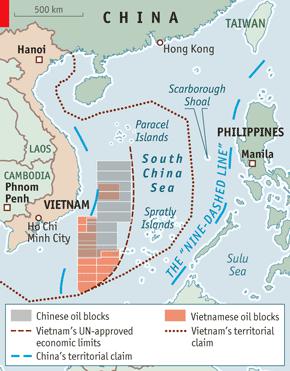 500 km
CHINA
TAIWAN
Hanoi
Hong Kong
LAOS
Scarborough
Shoal
Paracel
Islands
PHILIPPINES
Manila
CAMBODIA
Phnom
Penh
VIETNAM
South
China
Sea
Ho Chi
Minh City
Spratly
Islands
THE "NINE-DASHED LINE"
Sulu
Sea
Chinese oil blocks
Vietnamese oil blocks
Vietnam's UN-approved
economic limits
Vietnam's territorial
claim
China's territorial claim